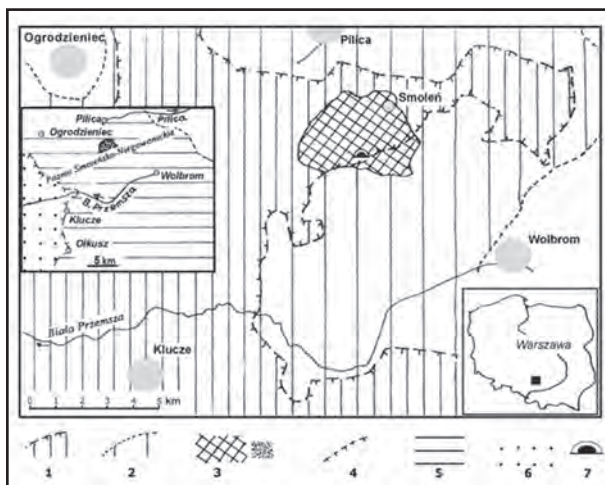 Ogrodzieniec
Pilica
Smoleń
Pilica
Pilica
Ogrodzieniec
Pasmo Smoleńsko-Niegowonickie
Wolbrom
B. Przemsza
Klucze
Olkusz
5 km
Wolbrom
Biała Przemsza
Klucze
Warszawa
0 1 2 3 4 5 km
1 2 3 4 5 6 7